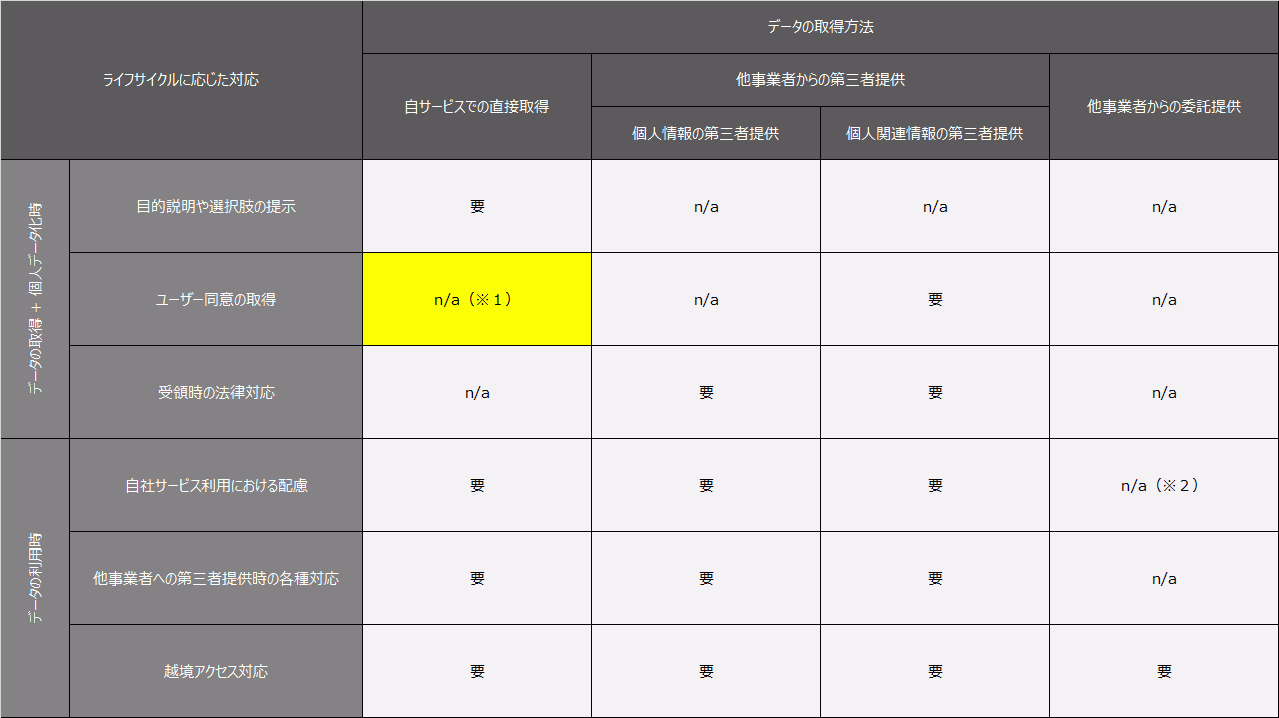 データの取得方法
ライフサイクルに応じた対応
自サービスでの直接取得
他事業者からの第三者提供
他事業者からの委託提供
個人情報の第三者提供
個人関連情報の第三者提供
データの取得 + 個人データ化時
目的説明や選択肢の提示
要
n/a
n/a
n/a
ユーザー同意の取得
n/a（※１）
n/a
要
n/a
受領時の法律対応
n/a
要
要
n/a
データの利用時
自社サービス利用における配慮
要
要
要
n/a（※２）
他事業者への第三者提供時の各種対応
要
要
要
n/a
越境アクセス対応
要
要
要
要